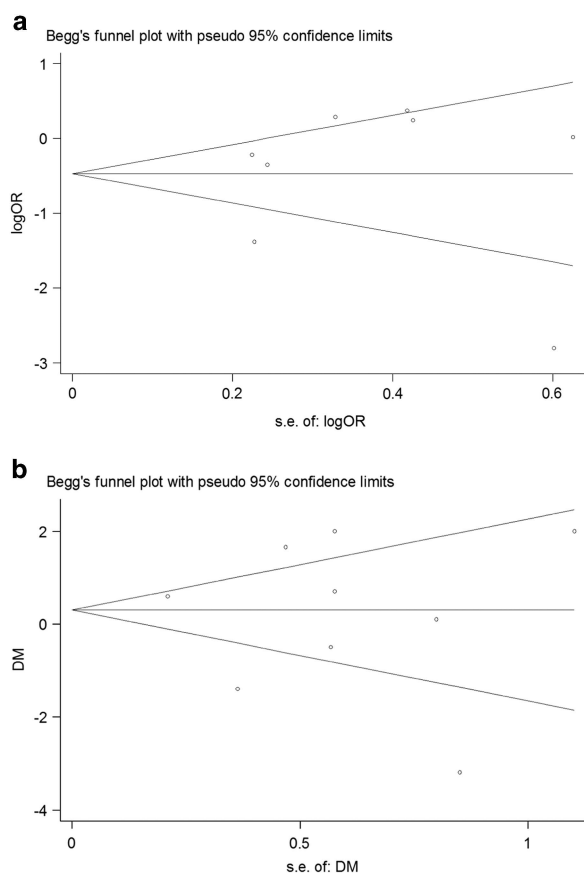 a
Begg's funnel plot with pseudo 95% confidence limits
1
0
-1
-2
-3
logOR
0 0.2 0.4 0.6
s.e. of: logOR
b
Begg's funnel plot with pseudo 95% confidence limits
2
0
-2
-4
DM
0 0.5 1
s.e. of: DM